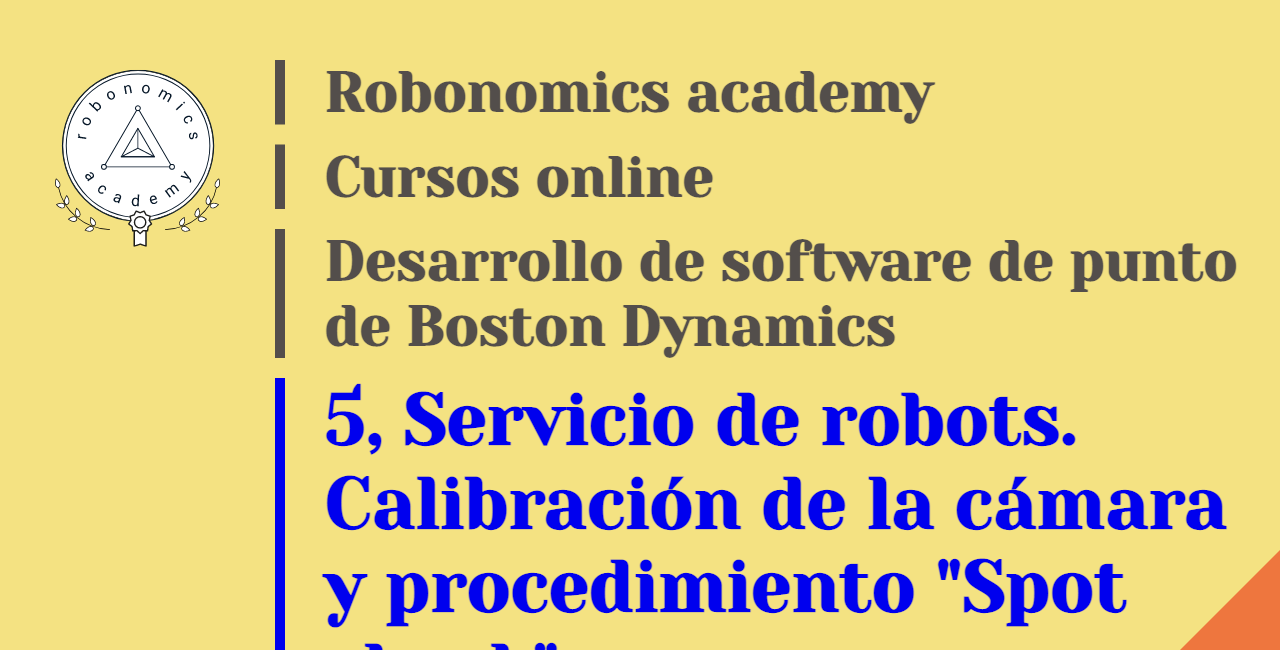 robonomics
academy
Robonomics academy
Cursos online
Desarrollo de software de punto
de Boston Dynamics
5, Servicio de robots.
Calibración de la cámara
y procedimiento "Spot